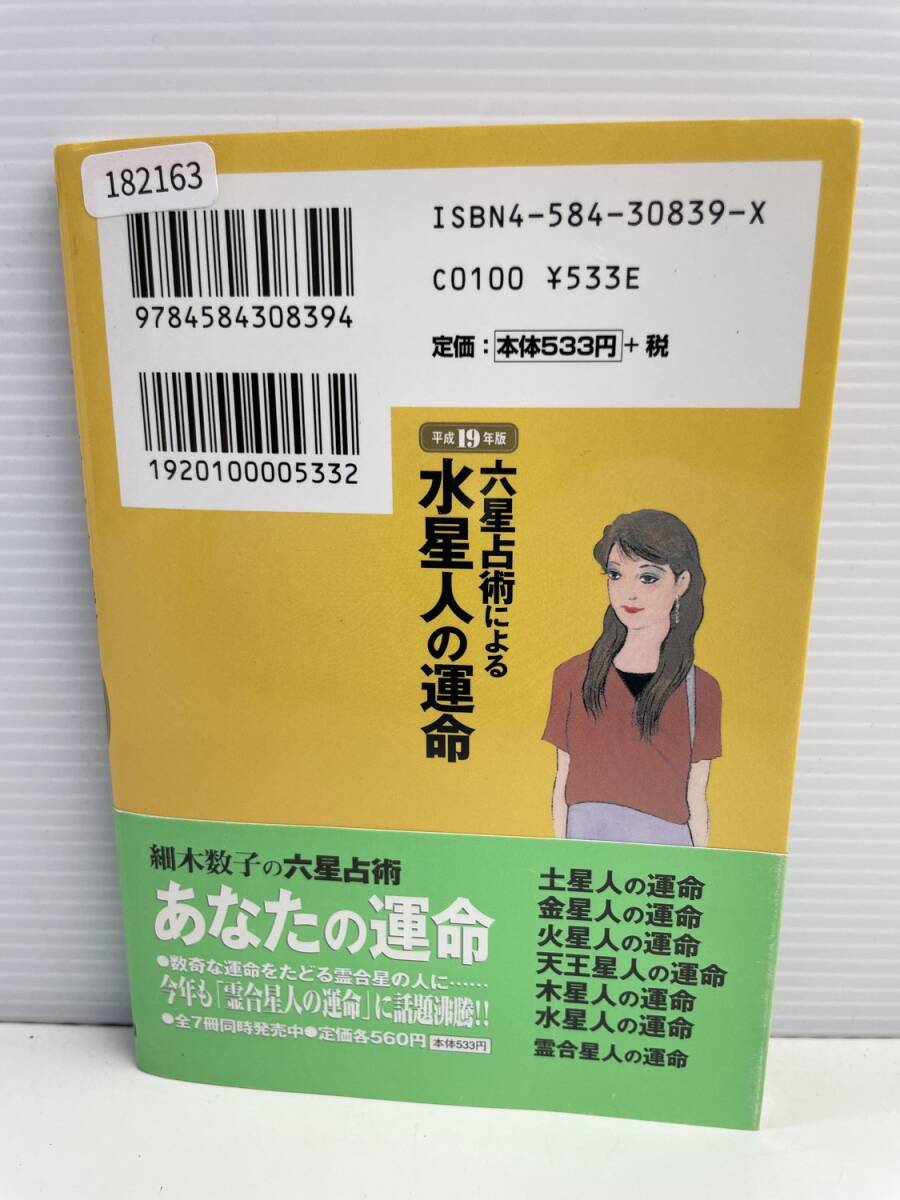 182163
9784584308394
1920100005332
ISBN4-584-30839-X
C0100 ¥533E
定価：本体533円＋税
平成19年版
六星占術による
水星人の運命
細木数子の六星占術
あなたの運命
●数奇な運命をたどる霊合星の人に……
今年も「霊合星人の運命」に話題沸騰!!
●全7冊同時発売中●定価各560円 本体533円
土星人の運命
金星人の運命
火星人の運命
天王星人の運命
木星人の運命
水星人の運命
霊合星人の運命